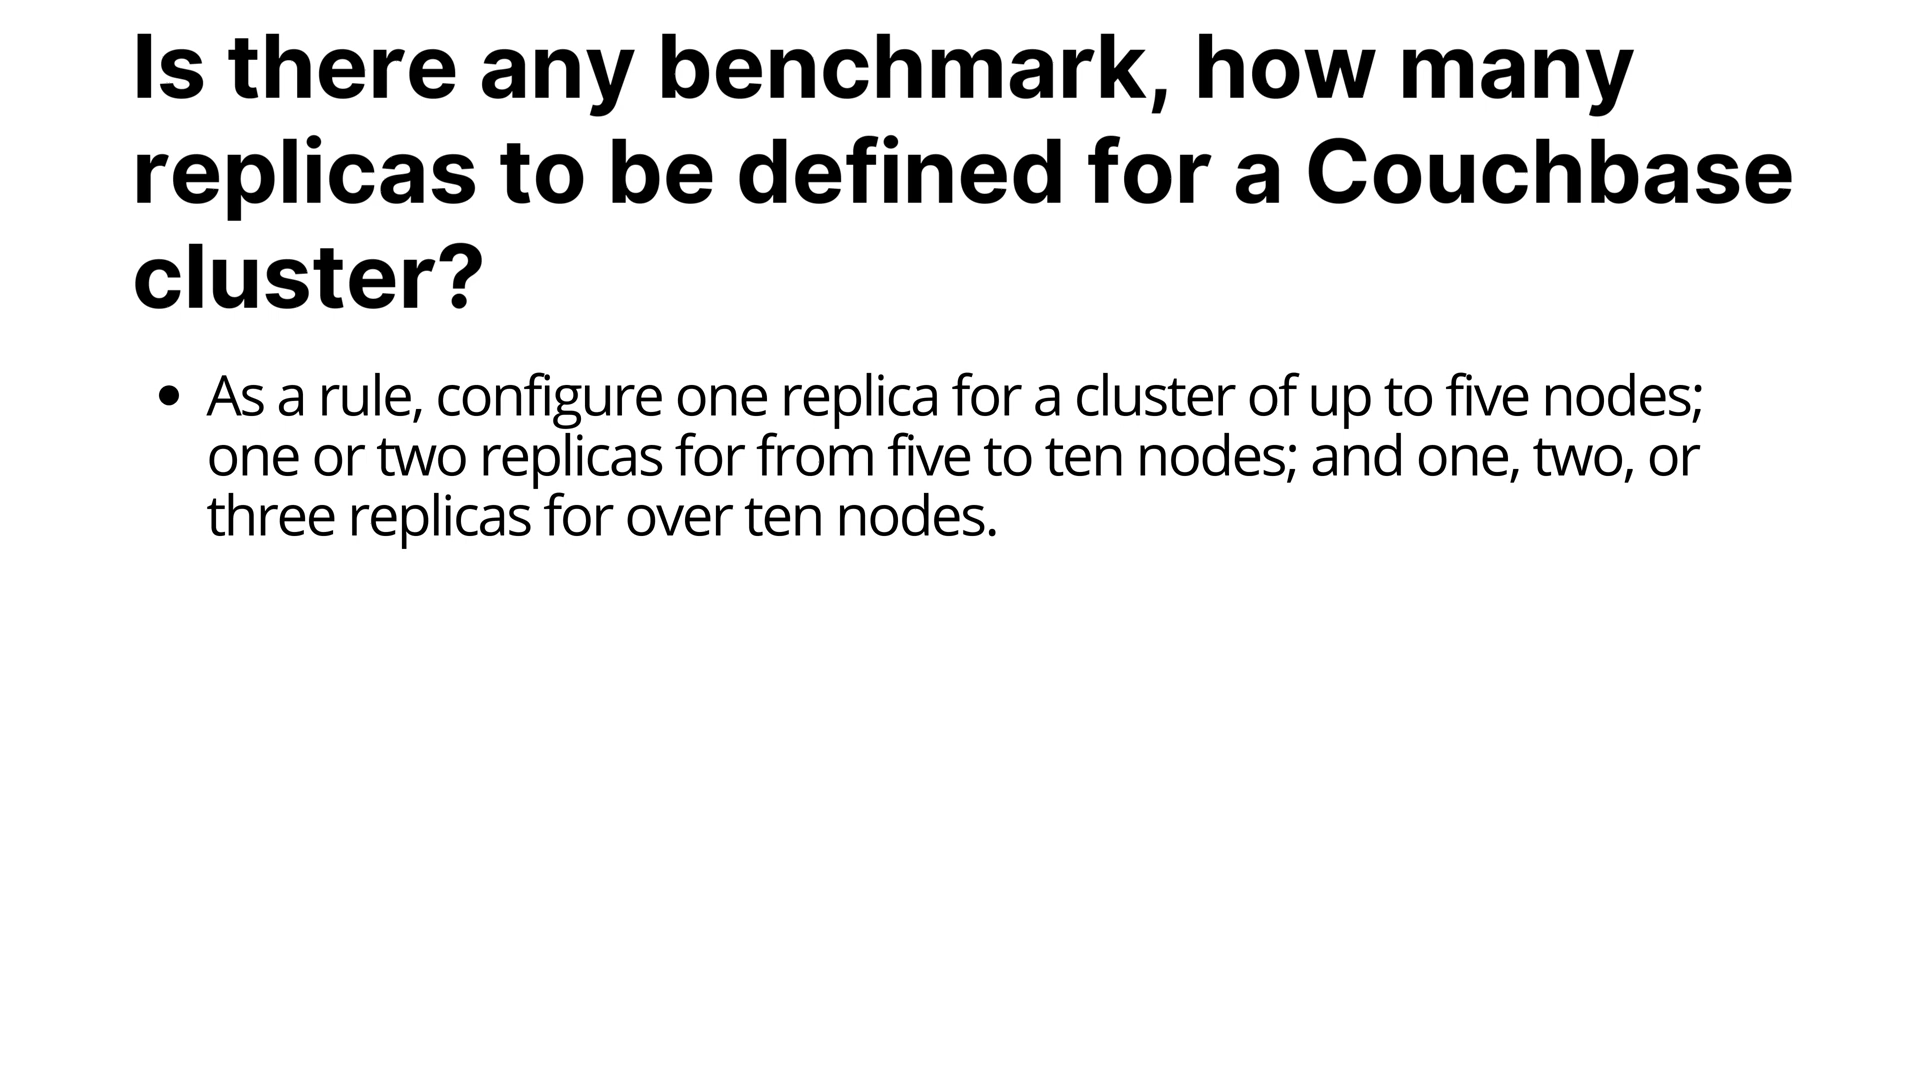 Is there any benchmark, how many
replicas to be defined for a Couchbase
cluster?
• As a rule, configure one replica for a cluster of up to five nodes;
one or two replicas for from five to ten nodes; and one, two, or
three replicas for over ten nodes.